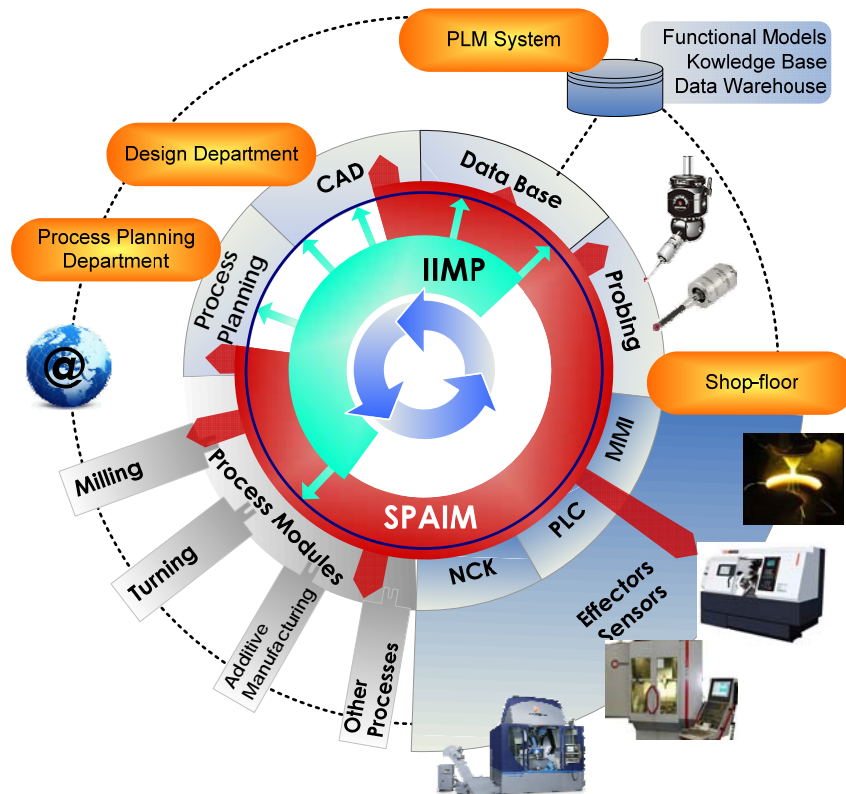 PLM System
Functional Models
Kowledge Base
Data Warehouse
Design Department
CAD
Data Base
Process Planning
Department
Process
Planning
IIMP
Probing
@
Shop-floor
MMI
Milling
Process Modules
SPAIM
PLC
NCK
Turning
Effectors
Sensors
Additive
Manufacturing
Other
Processes